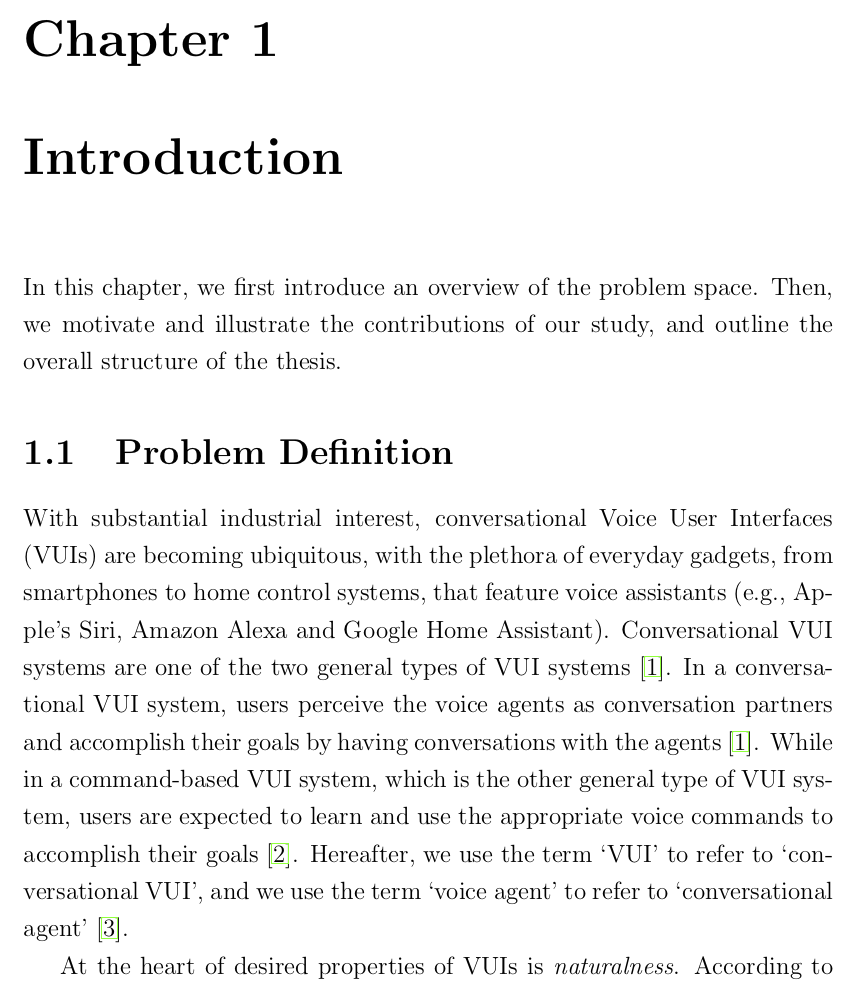 Chapter 1
Introduction
In this chapter, we first introduce an overview of the problem space. Then,
we motivate and illustrate the contributions of our study, and outline the
overall structure of the thesis.
1.1 Problem Definition
With substantial industrial interest, conversational Voice User Interfaces
(VUIs) are becoming ubiquitous, with the plethora of everyday gadgets, from
smartphones to home control systems, that feature voice assistants (e.g., Ap-
ple's Siri, Amazon Alexa and Google Home Assistant). Conversational VUI
systems are one of the two general types of VUI systems [1]. In a conversa-
tional VUI system, users perceive the voice agents as conversation partners
and accomplish their goals by having conversations with the agents [1]. While
in a command-based VUI system, which is the other general type of VUI sys-
tem, users are expected to learn and use the appropriate voice commands to
accomplish their goals [2]. Hereafter, we use the term ‘VUI’ to refer to ‘con-
versational VUI’, and we use the term ‘voice agent’ to refer to ‘conversational
agent’ [3].
At the heart of desired properties of VUIs is naturalness. According to